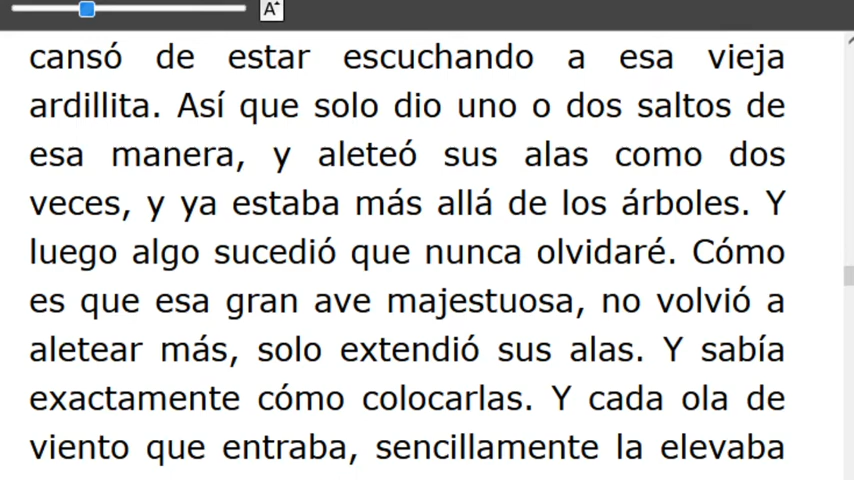 A
cansó de estar escuchando a esa vieja
ardillita. Así que solo dio uno o dos saltos de
esa manera, y aleteó sus alas como dos
veces, y ya estaba más allá de los árboles. Y
luego algo sucedió que nunca olvidaré. Cómo
es que esa gran ave majestuosa, no volvió a
aletear más, solo extendió sus alas. Y sabía
exactamente cómo colocarlas. Y cada ola de
viento que entraba, sencillamente la elevaba